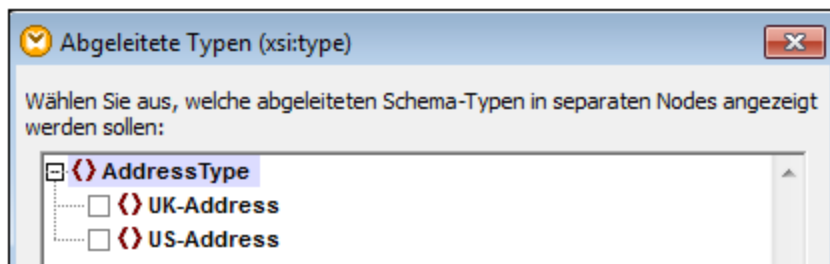 Abgeleitete Typen (xsi:type)
Wählen Sie aus, welche abgeleiteten Schema-Typen in separaten Nodes angezeigt
werden sollen:
AddressType
UK-Address
US-Address